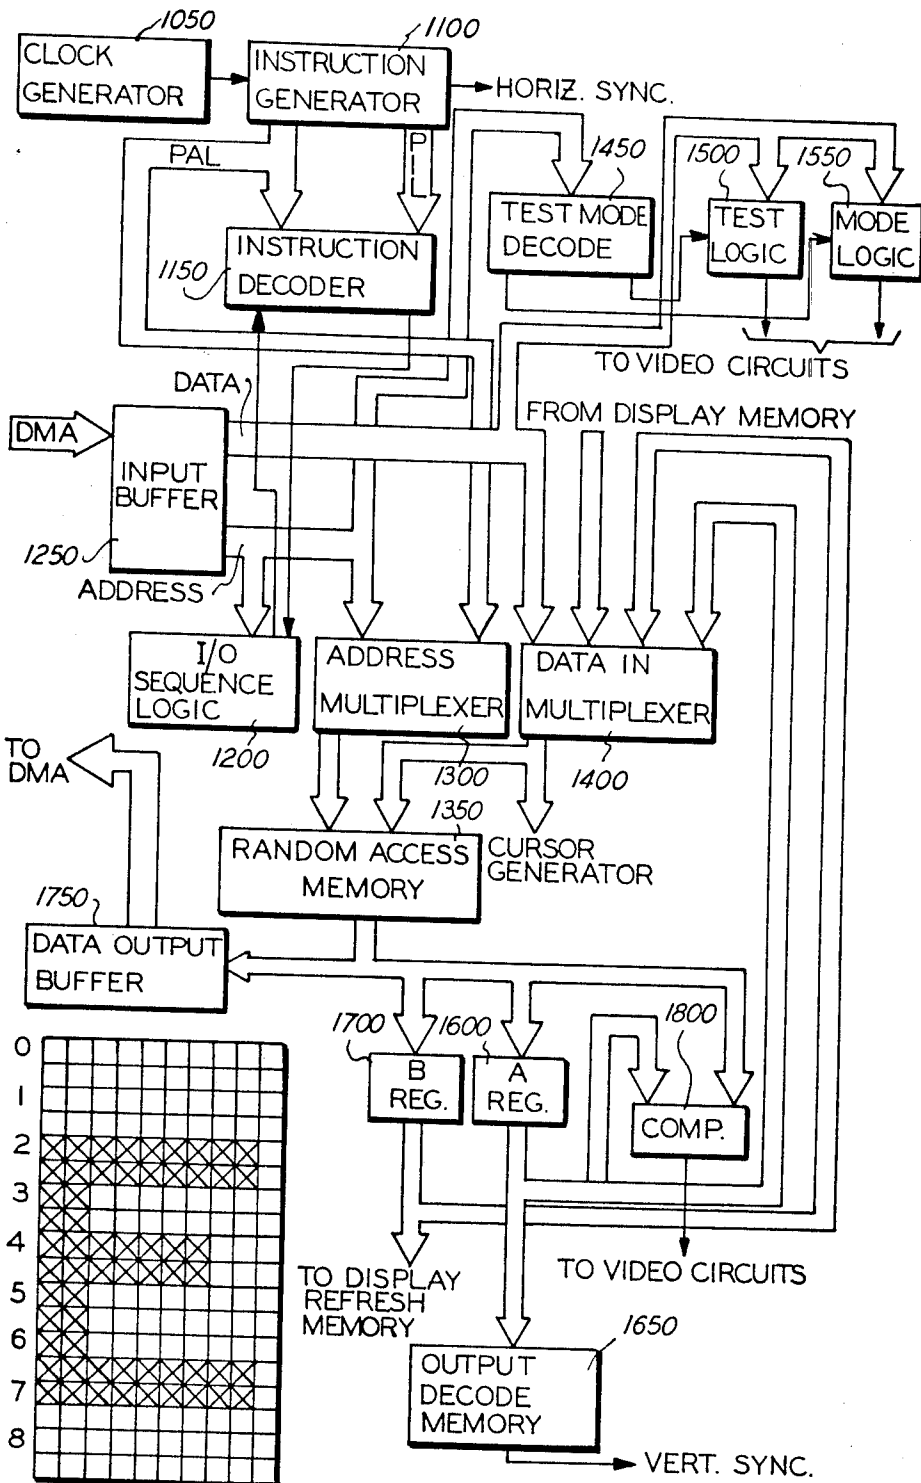 1050
CLOCK
GENERATOR
1100
INSTRUCTION
GENERATOR
HORIZ. SYNC.
PAL
PIL
1150
INSTRUCTION
DECODER
1450
TEST MODE
DECODE
1500
TEST
LOGIC
1550
MODE
LOGIC
TO VIDEO CIRCUITS
DATA
FROM DISPLAY MEMORY
DMA
INPUT
BUFFER
1250
ADDRESS
I/O
SEQUENCE
LOGIC
1200
ADDRESS
MULTIPLEXER
1300
DATA IN
MULTIPLEXER
1400
TO
DMA
1350
RANDOM ACCESS
MEMORY
CURSOR
GENERATOR
1750
DATA OUTPUT
BUFFER
1700
B
REG.
1600
A
REG.
1800
COMP.
0
1
2
3
4
5
6
7
8
TO DISPLAY
REFRESH
MEMORY
TO VIDEO CIRCUITS
1650
OUTPUT
DECODE
MEMORY
VERT. SYNC.